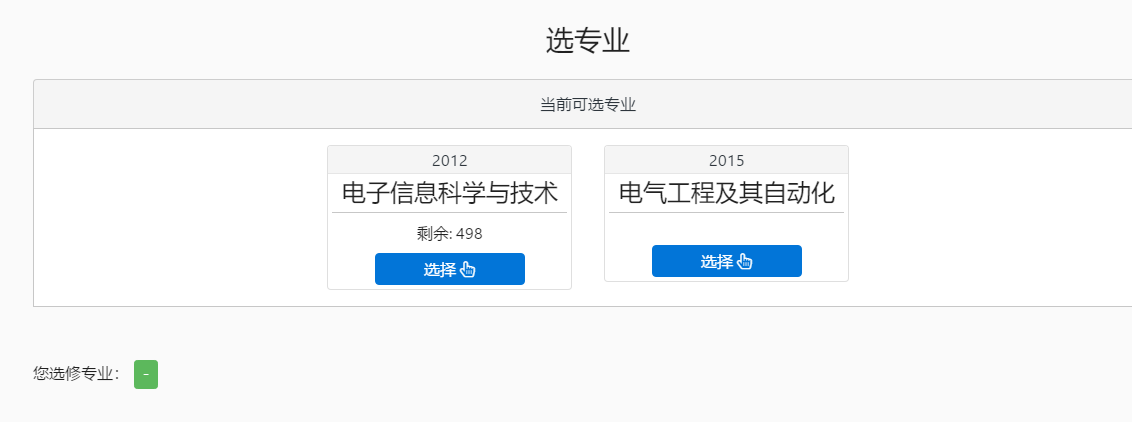 选专业
当前可选专业
2012
电子信息科学与技术
剩余: 498
选择
2015
电气工程及其自动化
选择
您选修专业： -